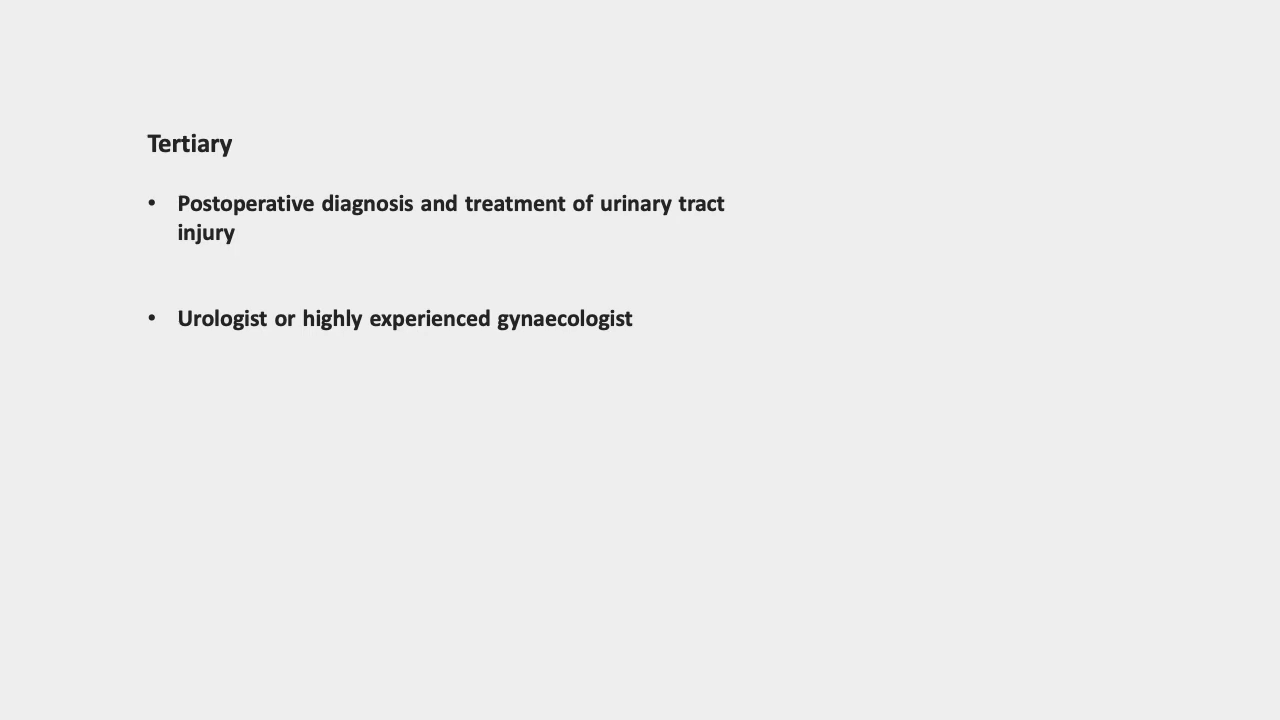 Tertiary
• Postoperative diagnosis and treatment of urinary tract
injury
• Urologist or highly experienced gynaecologist